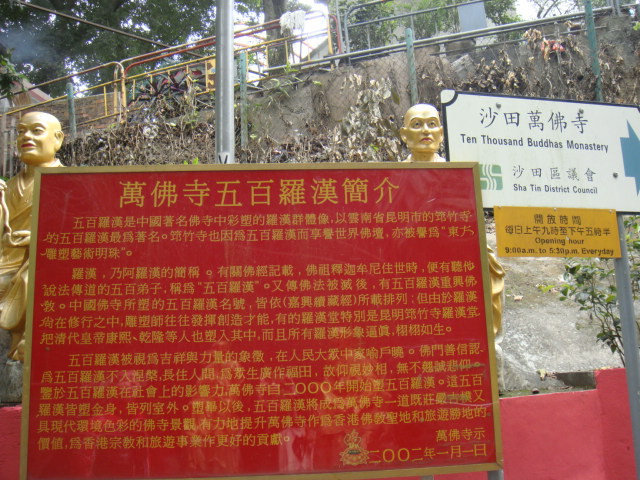 萬佛寺五百羅漢簡介
五百羅漢是中國著名佛寺中彩塑的羅漢群體像，以雲南省昆明市的筇竹寺
的五百羅漢最為著名。筇竹寺也因為五百羅漢而享譽世界佛壇，亦被譽為"東方
雕塑藝術明珠"。
羅漢，乃阿羅漢的簡稱。有關佛經記載，佛祖釋迦牟尼住世時，便有聽他
說法傳道的五百弟子，稱爲"五百羅漢"。又傳佛法被滅後，有五百羅漢重興佛
教。中國佛寺所塑的五百羅漢名號，皆依(嘉興續藏經)所載排列；但由於羅漢
尚在修行之中，雕塑師往往發揮創造才能，有的羅漢堂特別是昆明筇竹寺羅漢堂
把清代皇帝康熙、乾隆等人也塑入其中，而且所有羅漢形象逼真，栩栩如生。
五百羅漢被視爲吉祥與力量的象徵，在人民大眾中家喻戶曉。佛門善信認
爲五百羅漢不入涅槃，長住人間，爲眾生廣作福田，故仰視妙相，無不翹誠悲仰。
鑒於五百羅漢在社會上的影響力，萬佛寺自二000年開始塑五百羅漢。這五百
羅漢皆塑金身，皆列室外。塑擧以後，五百羅漢將成爲萬佛寺一道既莊嚴古樸又
具現代環境色彩的佛寺景觀，有力地提升萬佛寺作爲香港佛教聖地和旅遊勝地的
價值，爲香港宗教和旅遊事業作更好的貢獻。
萬佛寺示
二00二年一月一日
沙田萬佛寺
Ten Thousand Buddhas Monastery
沙田區議會
Sha Tin District Council
開放時間
每日上午九時至下午五時半
Opening hour
9:00a.m. to 5:30p.m. Everyday